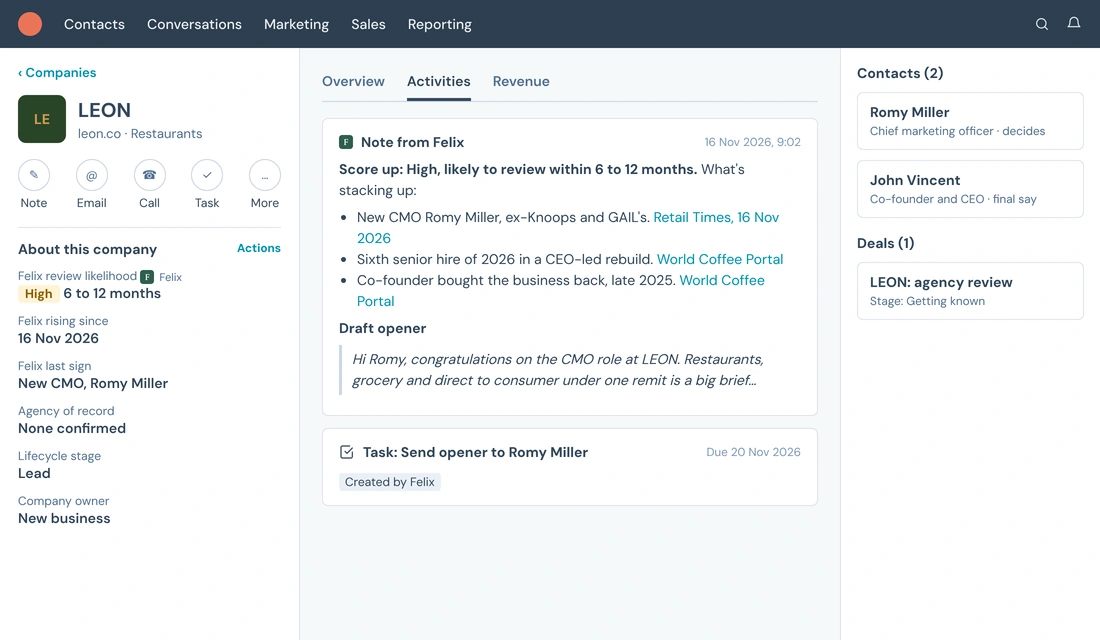 Contacts Conversations Marketing Sales Reporting
‹ Companies
LE
LEON
leon.co · Restaurants
Note Email Call Task More
About this company
Actions
Felix review likelihood F Felix
High 6 to 12 months
Felix rising since
16 Nov 2026
Felix last sign
New CMO, Romy Miller
Agency of record
None confirmed
Lifecycle stage
Lead
Company owner
New business
Overview Activities Revenue
F Note from Felix 16 Nov 2026, 9:02
Score up: High, likely to review within 6 to 12 months. What's
stacking up:
• New CMO Romy Miller, ex-Knoops and GAIL's. Retail Times, 16 Nov
2026
• Sixth senior hire of 2026 in a CEO-led rebuild. World Coffee Portal
• Co-founder bought the business back, late 2025. World Coffee
Portal
Draft opener
Hi Romy, congratulations on the CMO role at LEON. Restaurants,
grocery and direct to consumer under one remit is a big brief…
Task: Send opener to Romy Miller Due 20 Nov 2026
Created by Felix
Contacts (2)
Romy Miller
Chief marketing officer · decides
John Vincent
Co-founder and CEO · final say
Deals (1)
LEON: agency review
Stage: Getting known